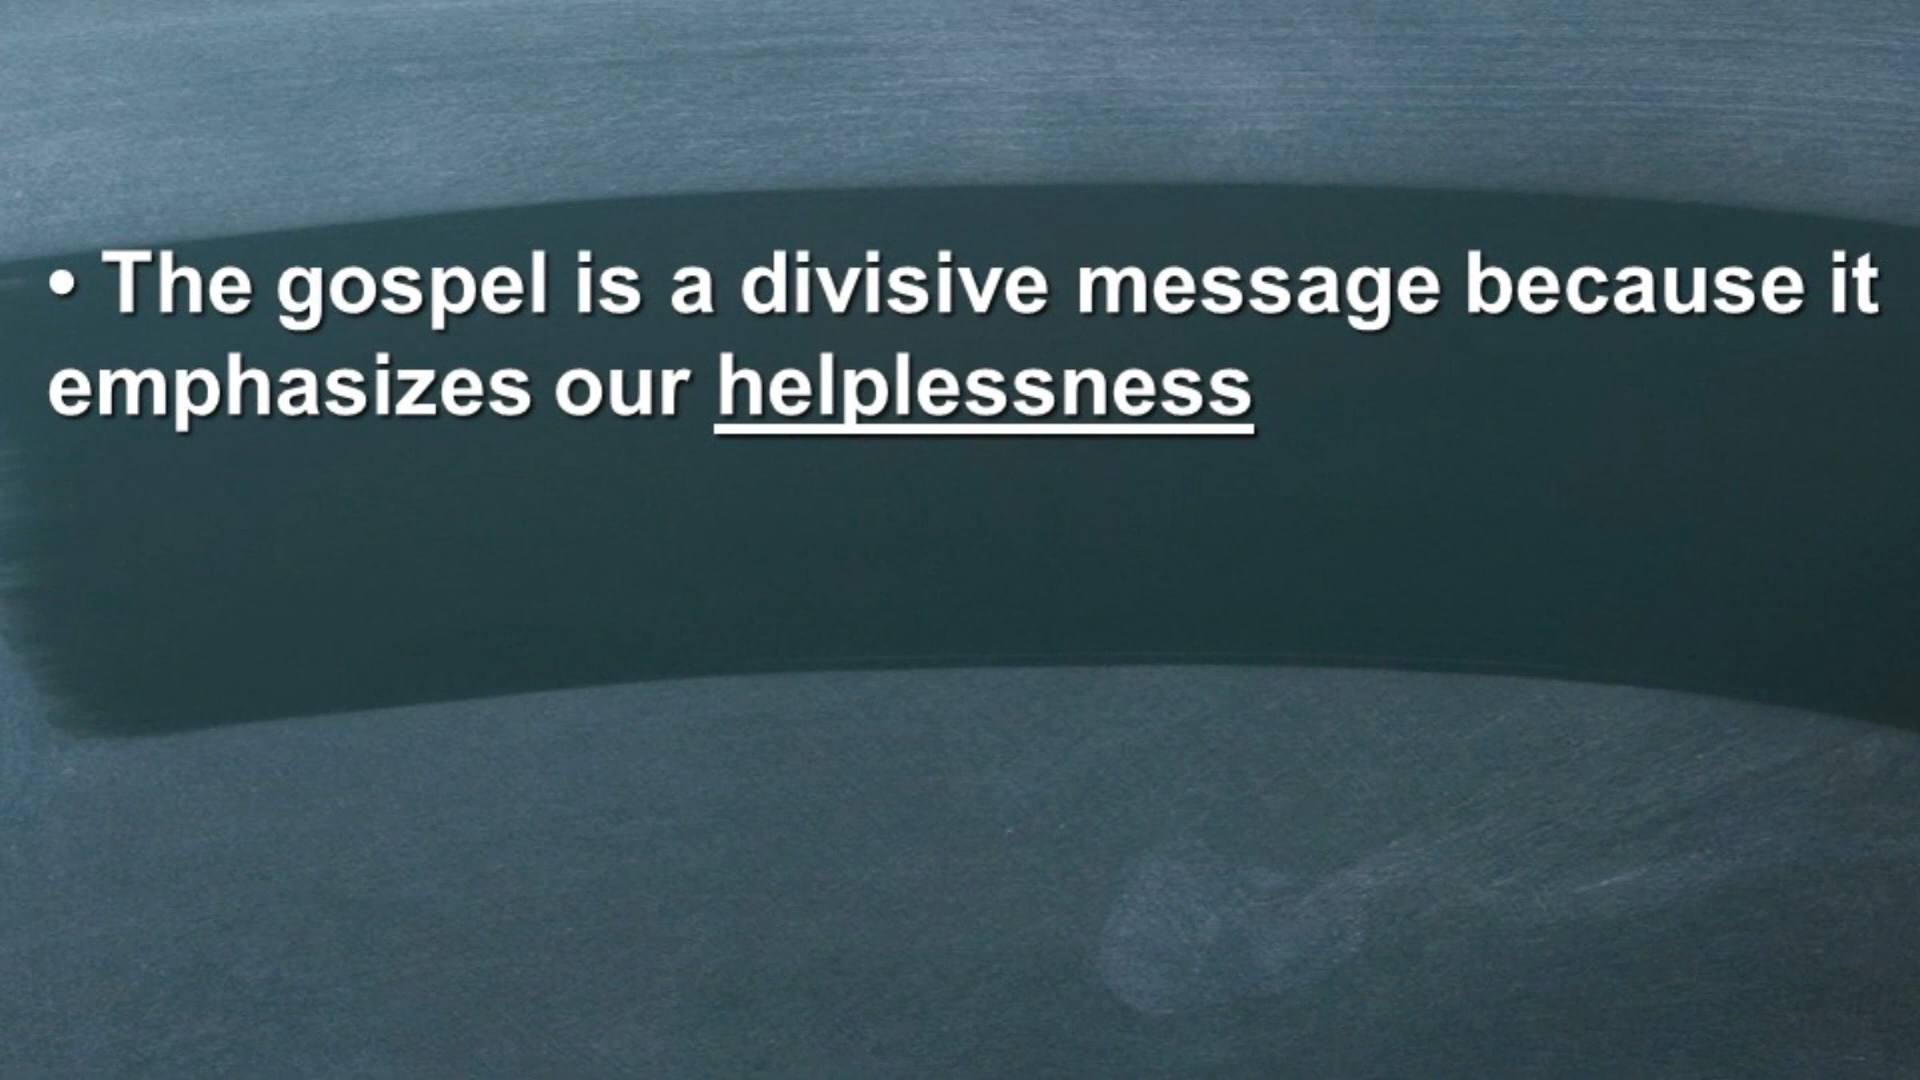 • The gospel is a divisive message because it
emphasizes our helplessness